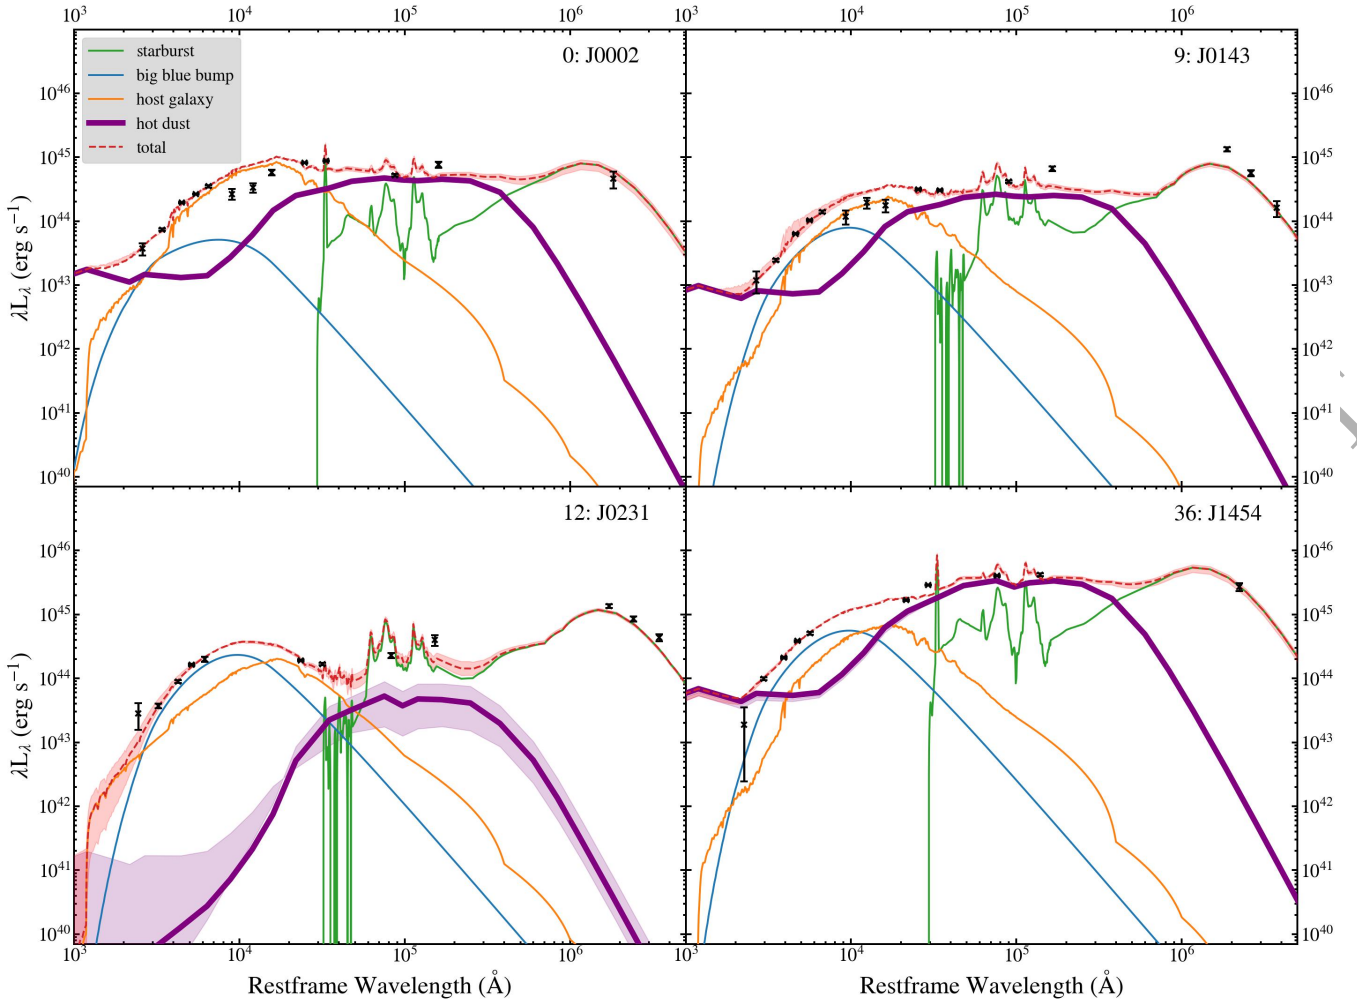 10³ 10⁴ 10⁵ 10⁶ 10³ 10⁴ 10⁵ 10⁶
starburst
big blue bump
host galaxy
hot dust
total
0: J0002
9: J0143
10⁴⁶ 10⁴⁶
10⁴⁵ 10⁴⁵
10⁴⁴ 10⁴⁴
10⁴³ 10⁴³
10⁴² 10⁴²
10⁴¹ 10⁴¹
10⁴⁰ 10⁴⁰
λL_λ (erg s⁻¹)
12: J0231
36: J1454
10⁴⁶ 10⁴⁶
10⁴⁵ 10⁴⁵
10⁴⁴ 10⁴⁴
10⁴³ 10⁴³
10⁴² 10⁴²
10⁴¹ 10⁴¹
10⁴⁰ 10⁴⁰
λL_λ (erg s⁻¹)
10³ 10⁴ 10⁵ 10⁶ 10³ 10⁴ 10⁵ 10⁶
Restframe Wavelength (Å) Restframe Wavelength (Å)